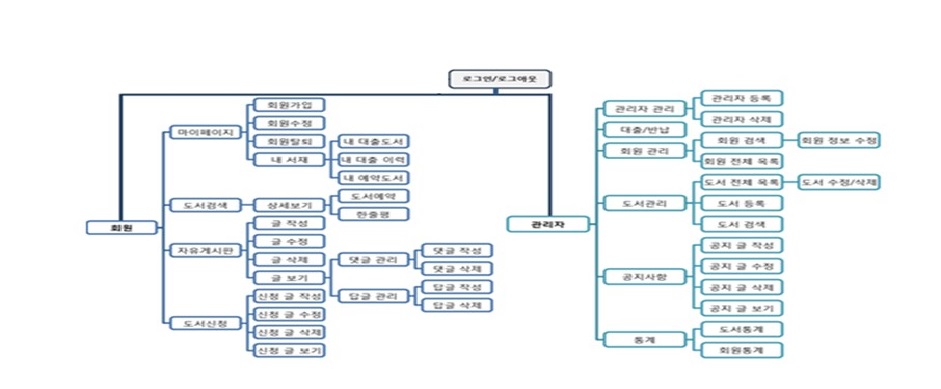 로그인/로그아웃
회원
마이페이지
회원가입
회원수정
회원탈퇴
내 서재
내 대출도서
내 대출 이력
내 예약도서
도서검색
상세보기
도서예약
한줄평
자유게시판
글 작성
글 수정
글 삭제
글 보기
댓글 관리
댓글 작성
댓글 삭제
답글 관리
답글 작성
답글 삭제
도서신청
신청 글 작성
신청 글 수정
신청 글 삭제
신청 글 보기
관리자
관리자 관리
관리자 등록
관리자 삭제
대출/반납
회원 관리
회원 검색
회원 정보 수정
회원 전체 목록
도서관리
도서 전체 목록
도서 수정/삭제
도서 등록
도서 검색
공지사항
공지 글 작성
공지 글 수정
공지 글 삭제
공지 글 보기
통계
도서통계
회원통계